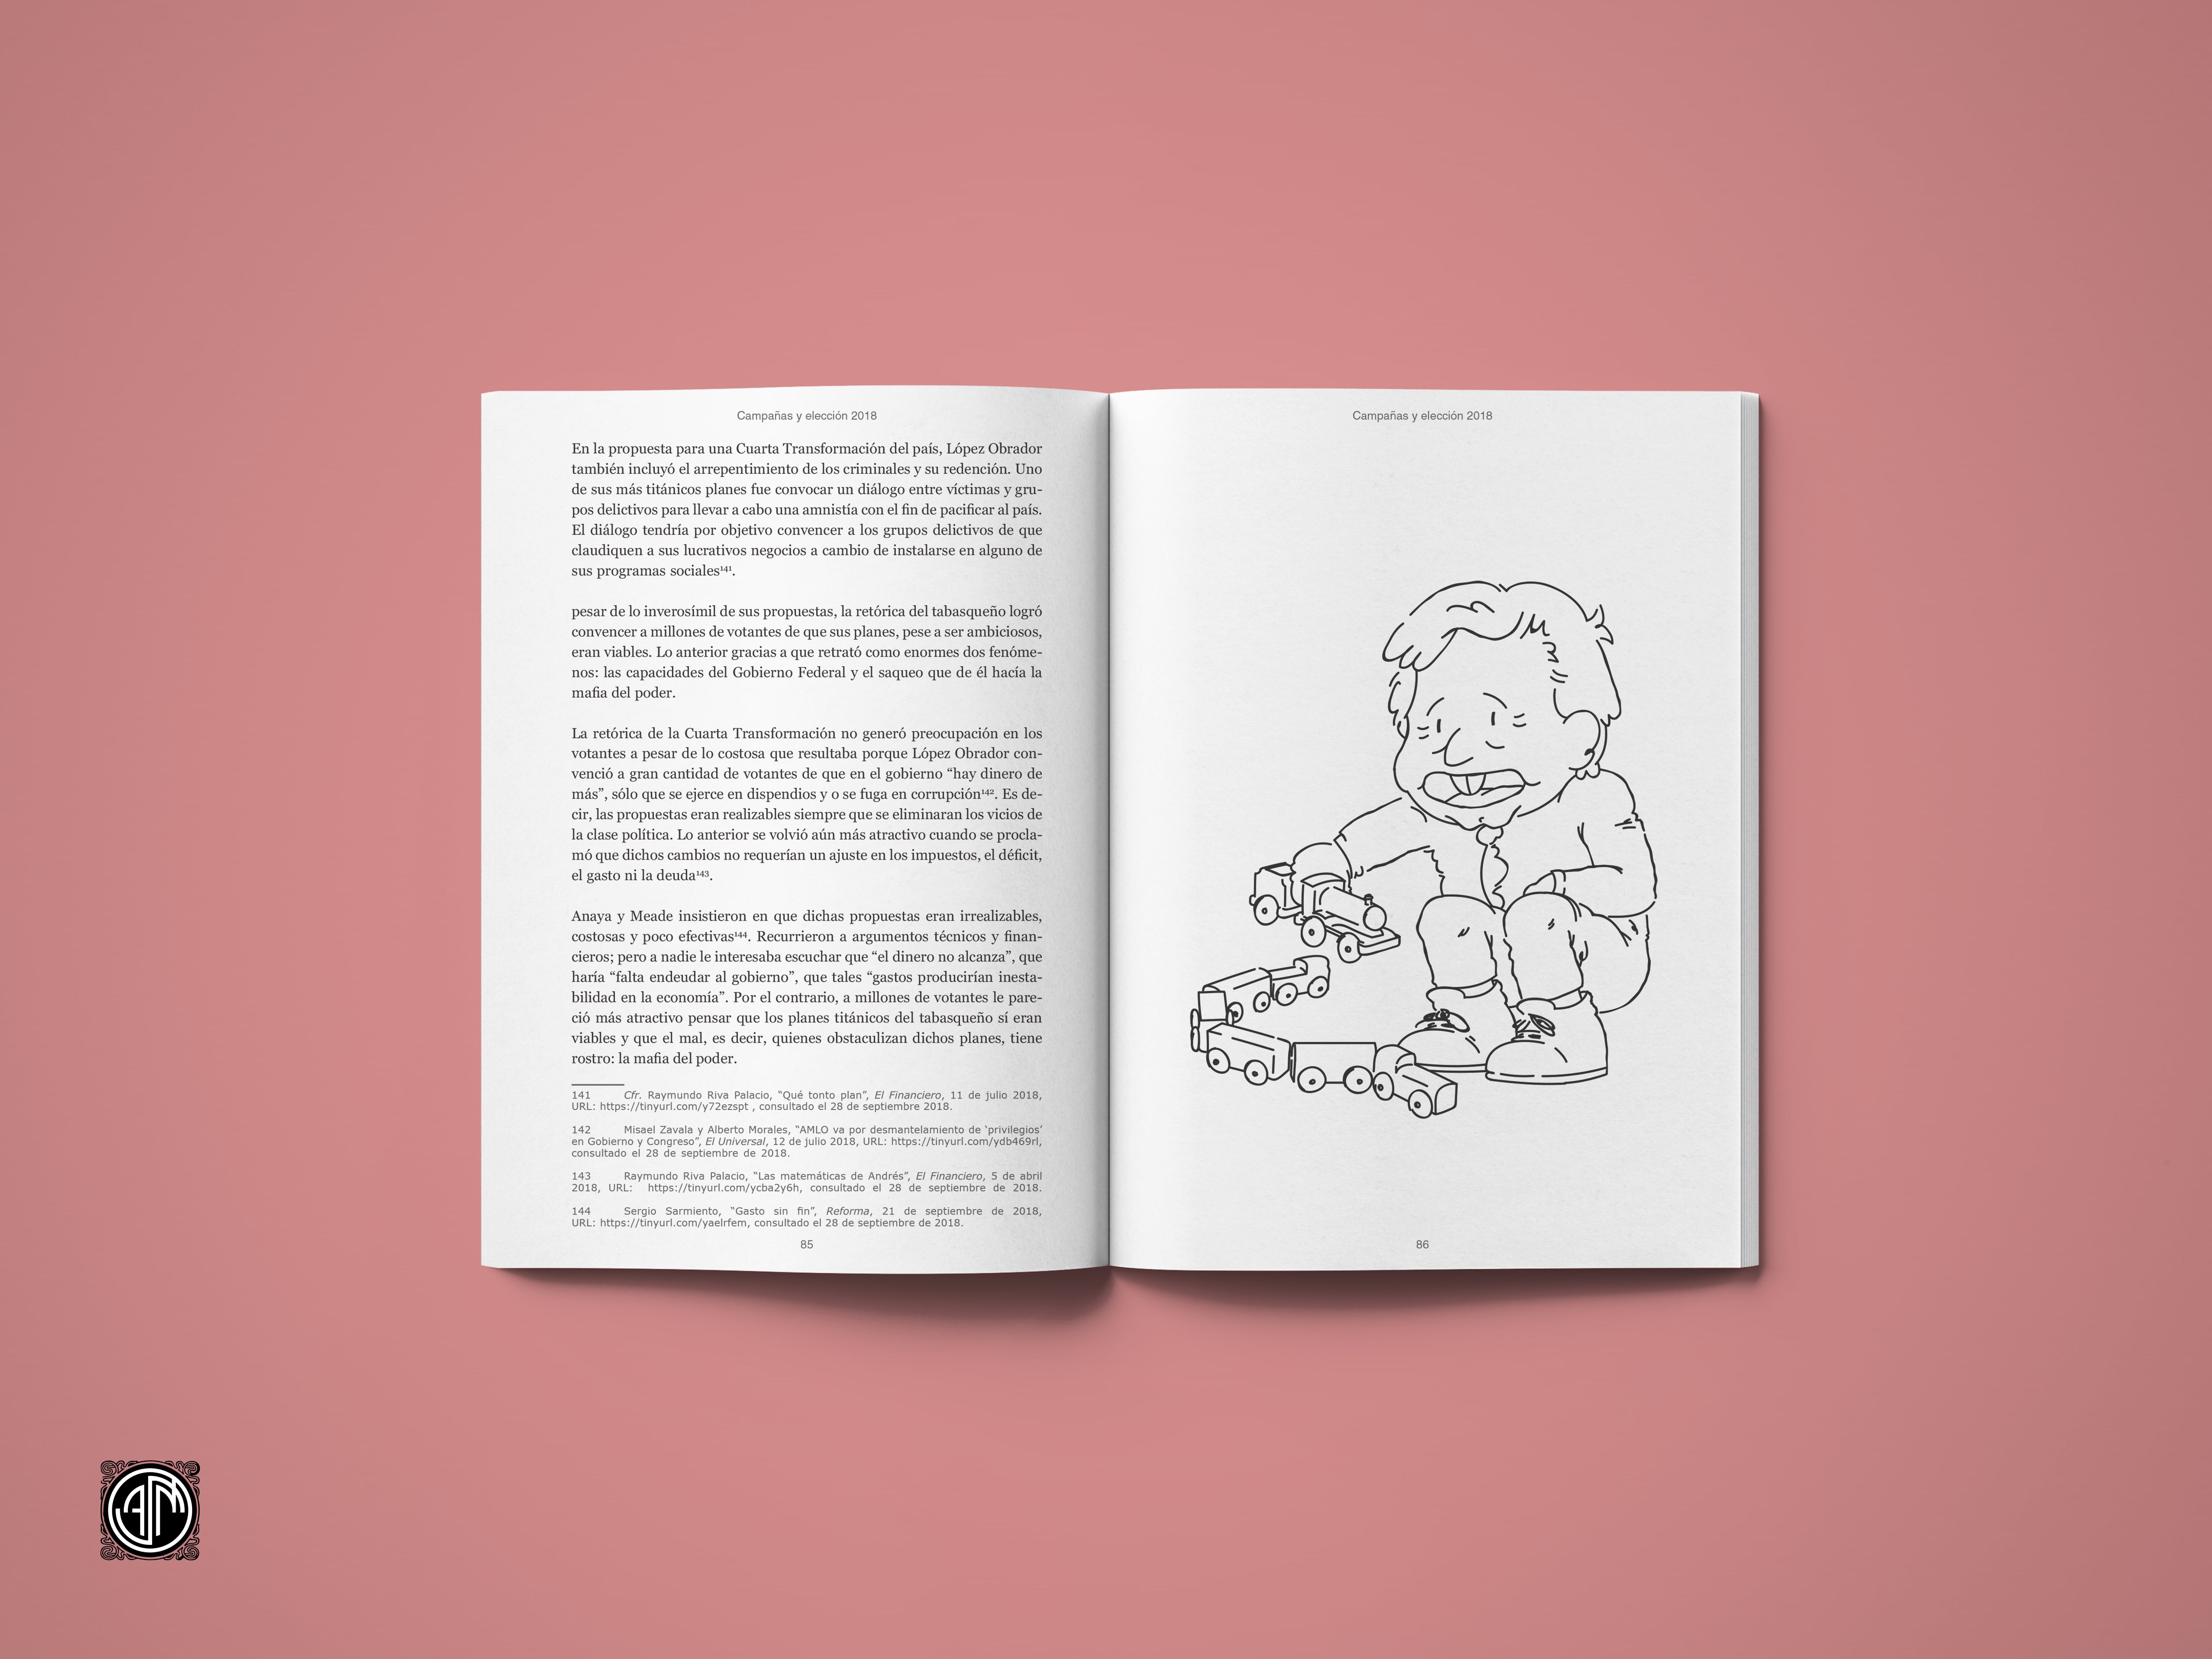 Campañas y elección 2018
En la propuesta para una Cuarta Transformación del país, López Obrador
también incluyó el arrepentimiento de los criminales y su redención. Uno
de sus más titánicos planes fue convocar un diálogo entre víctimas y gru-
pos delictivos para llevar a cabo una amnistía con el fin de pacificar al país.
El diálogo tendría por objetivo convencer a los grupos delictivos de que
claudiquen a sus lucrativos negocios a cambio de instalarse en alguno de
sus programas sociales¹⁴¹.
pesar de lo inverosímil de sus propuestas, la retórica del tabasqueño logró
convencer a millones de votantes de que sus planes, pese a ser ambiciosos,
eran viables. Lo anterior gracias a que retrató como enormes dos fenóme-
nos: las capacidades del Gobierno Federal y el saqueo que de él hacía la
mafia del poder.
La retórica de la Cuarta Transformación no generó preocupación en los
votantes a pesar de lo costosa que resultaba porque López Obrador con-
venció a gran cantidad de votantes de que en el gobierno “hay dinero de
más”, sólo que se ejerce en dispendios y o se fuga en corrupción¹⁴². Es de-
cir, las propuestas eran realizables siempre que se eliminaran los vicios de
la clase política. Lo anterior se volvió aún más atractivo cuando se procla-
mó que dichos cambios no requerían un ajuste en los impuestos, el déficit,
el gasto ni la deuda¹⁴³.
Anaya y Meade insistieron en que dichas propuestas eran irrealizables,
costosas y poco efectivas¹⁴⁴. Recurrieron a argumentos técnicos y finan-
cieros; pero a nadie le interesaba escuchar que “el dinero no alcanza”, que
haría “falta endeudar al gobierno”, que tales “gastos producirían inesta-
bilidad en la economía”. Por el contrario, a millones de votantes le pare-
ció más atractivo pensar que los planes titánicos del tabasqueño sí eran
viables y que el mal, es decir, quienes obstaculizan dichos planes, tiene
rostro: la mafia del poder.
141 Cfr. Raymundo Riva Palacio, “Qué tonto plan”, El Financiero, 11 de julio 2018,
URL: https://tinyurl.com/y72ezspt , consultado el 28 de septiembre 2018.
142 Misael Zavala y Alberto Morales, “AMLO va por desmantelamiento de ‘privilegios’
en Gobierno y Congreso”, El Universal, 12 de julio 2018, URL: https://tinyurl.com/ydb469rl,
consultado el 28 de septiembre de 2018.
143 Raymundo Riva Palacio, “Las matemáticas de Andrés”, El Financiero, 5 de abril
2018, URL: https://tinyurl.com/ycba2y6h, consultado el 28 de septiembre de 2018.
144 Sergio Sarmiento, “Gasto sin fin”, Reforma, 21 de septiembre de 2018,
URL: https://tinyurl.com/yaelrfem, consultado el 28 de septiembre de 2018.
85
Campañas y elección 2018
86